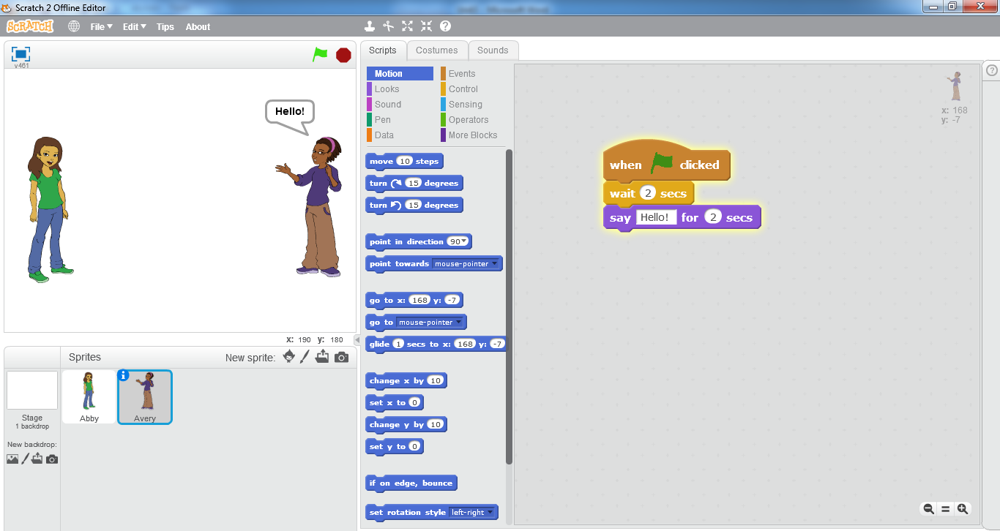 Scratch 2 Offline Editor
SCRATCH File Edit Tips About
v461
Hello!
x: 190 y: 180
Sprites New sprite:
Stage
1 backdrop
New backdrop:
Abby
Avery
Scripts Costumes Sounds
Motion Events
Looks Control
Sound Sensing
Pen Operators
Data More Blocks
move 10 steps
turn 15 degrees
turn 15 degrees
point in direction 90
point towards mouse-pointer
go to x: 168 y: -7
go to mouse-pointer
glide 1 secs to x: 168 y: -7
change x by 10
set x to 0
change y by 10
set y to 0
if on edge, bounce
set rotation style left-right
when clicked
wait 2 secs
say Hello! for 2 secs
x: 168
y: -7